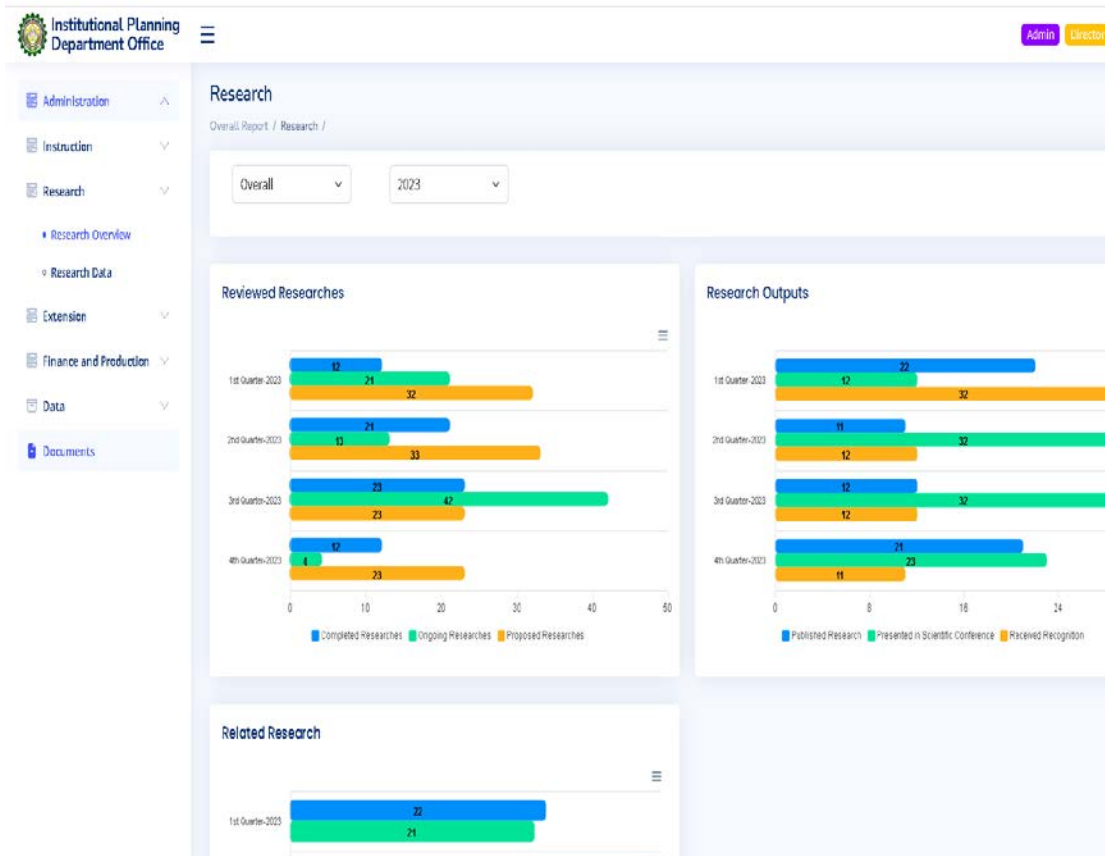 Institutional Planning
Department Office
Admin
Director
Administration
Instruction
Research
Research Overview
Research Data
Extension
Finance and Production
Data
Documents
Research
Overall Report / Research /
Overall
2023
Reviewed Researches
1st Quarter-2023
12
21
32
2nd Quarter-2023
21
13
33
3rd Quarter-2023
23
42
23
4th Quarter-2023
12
4
23
0 10 20 30 40 50
Completed Researches Ongoing Researches Proposed Researches
Research Outputs
1st Quarter-2023
22
12
32
2nd Quarter-2023
11
32
12
3rd Quarter-2023
12
32
12
4th Quarter-2023
21
23
11
0 8 16 24
Published Research Presented in Scientific Conference Received Recognition
Related Research
1st Quarter-2023
22
21